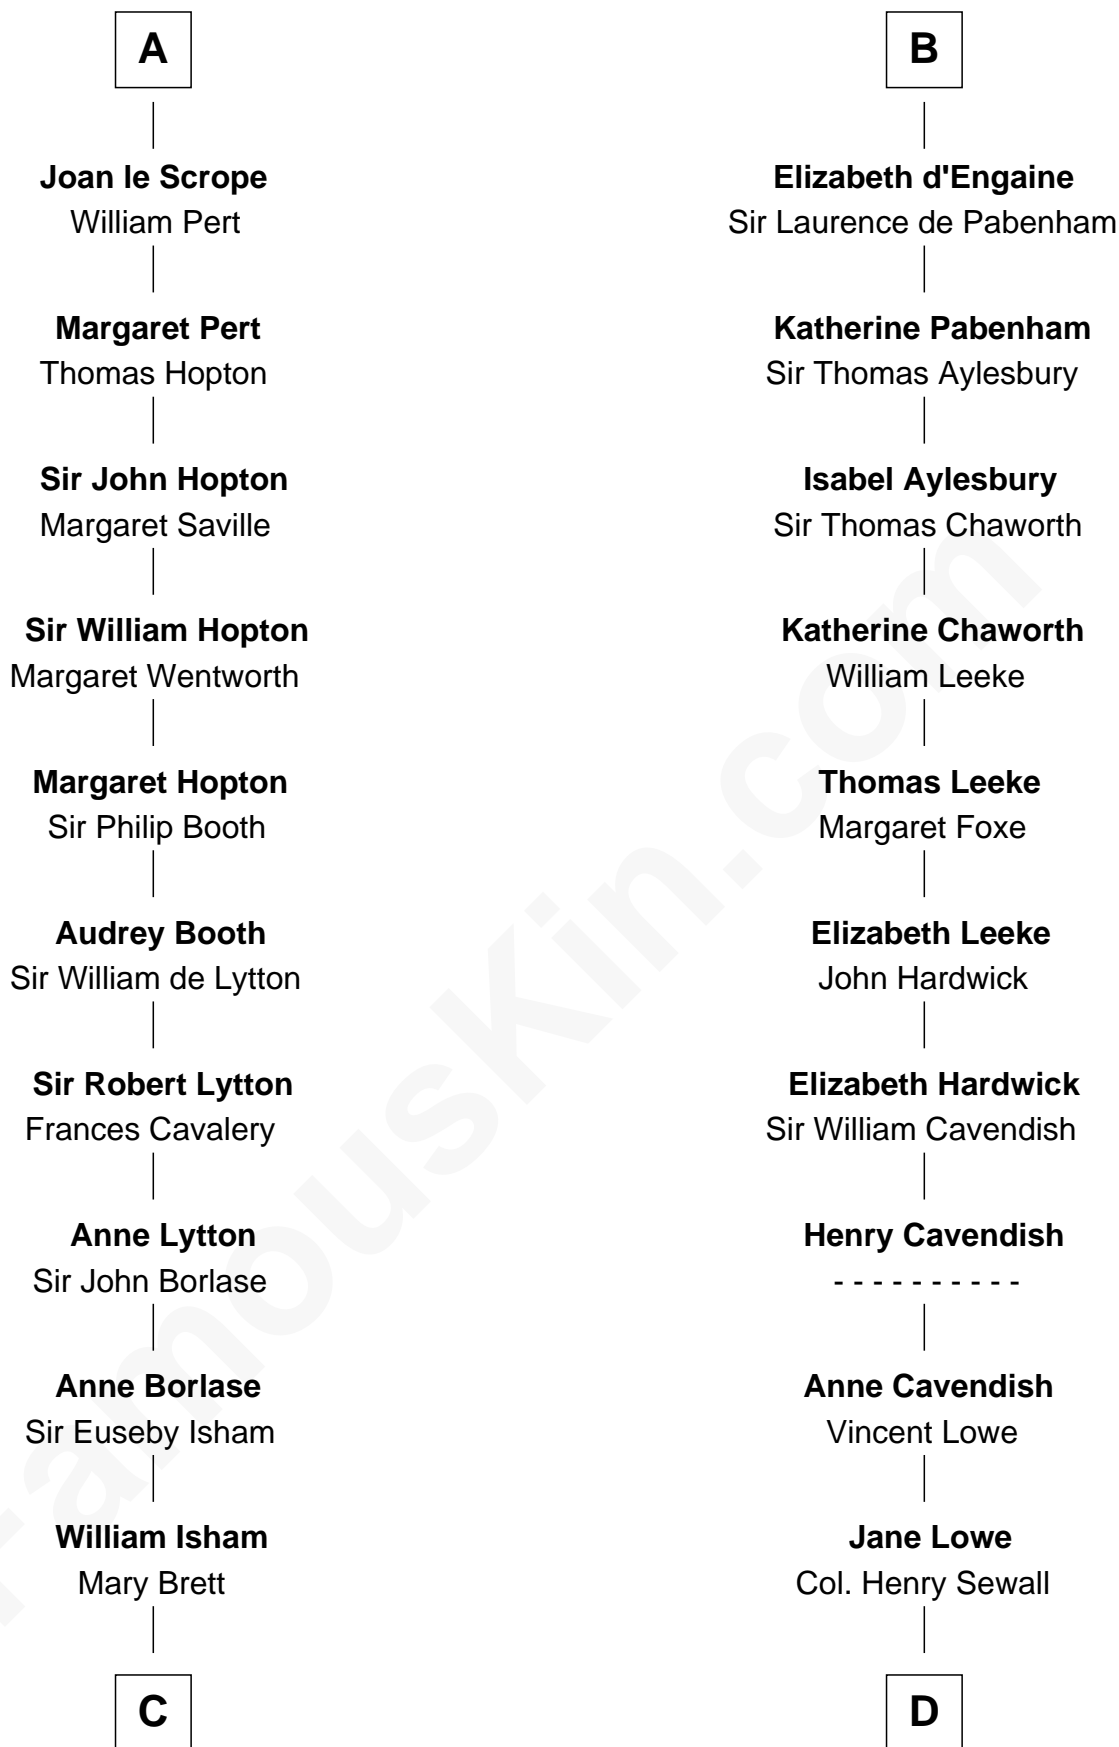 A
Joan le Scrope
William Pert
Margaret Pert
Thomas Hopton
Sir John Hopton
Margaret Saville
Sir William Hopton
Margaret Wentworth
Margaret Hopton
Sir Philip Booth
Audrey Booth
Sir William de Lytton
Sir Robert Lytton
Frances Cavalery
Anne Lytton
Sir John Borlase
Anne Borlase
Sir Euseby Isham
William Isham
Mary Brett
C
B
Elizabeth d'Engaine
Sir Laurence de Pabenham
Katherine Pabenham
Sir Thomas Aylesbury
Isabel Aylesbury
Sir Thomas Chaworth
Katherine Chaworth
William Leeke
Thomas Leeke
Margaret Foxe
Elizabeth Leeke
John Hardwick
Elizabeth Hardwick
Sir William Cavendish
Henry Cavendish
- - - - - - - - - -
Anne Cavendish
Vincent Lowe
Jane Lowe
Col. Henry Sewall
D
FamousKin.com